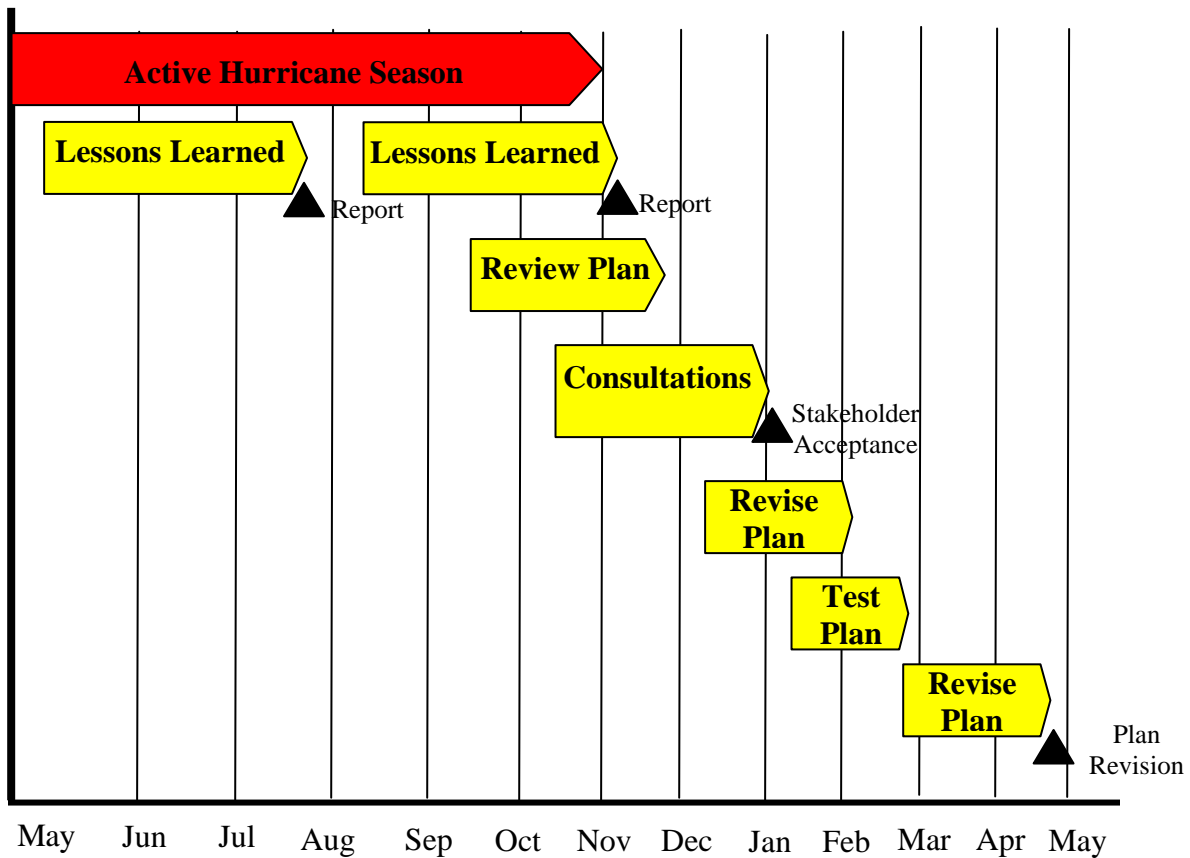 Active Hurricane Season
Lessons Learned
Lessons Learned
Report
Report
Review Plan
Consultations
Stakeholder
Acceptance
Revise
Plan
Test
Plan
Revise
Plan
Plan
Revision
May Jun Jul Aug Sep Oct Nov Dec Jan Feb Mar Apr May